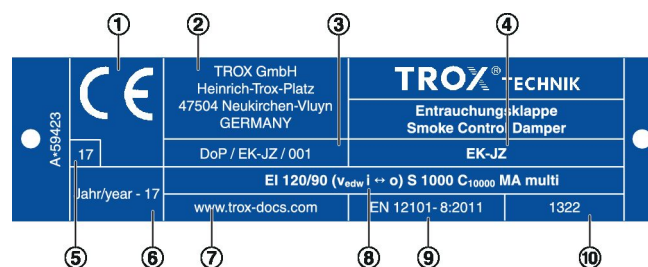 ① ② ③ ④
CE
TROX GmbH
Heinrich-Trox-Platz
47504 Neukirchen-Vluyn
GERMANY
TROX® TECHNIK
Entrauchungsklappe
Smoke Control Damper
A•59423
17
DoP / EK-JZ / 001
EK-JZ
Jahr/year - 17
EI 120/90 (vedw i ↔ o) S 1000 C10000 MA multi
www.trox-docs.com
EN 12101- 8:2011
1322
⑤ ⑥ ⑦ ⑧ ⑨ ⑩